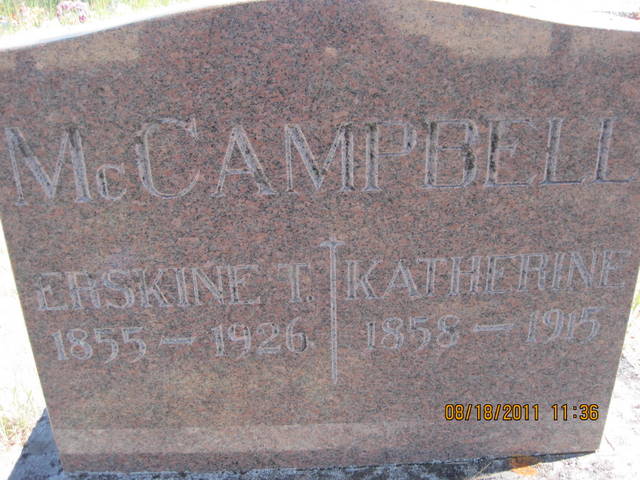 McCAMPBELL
ERSKINE T. KATHERINE
1855 – 1926 1858 – 1915
08/18/2011 11:36